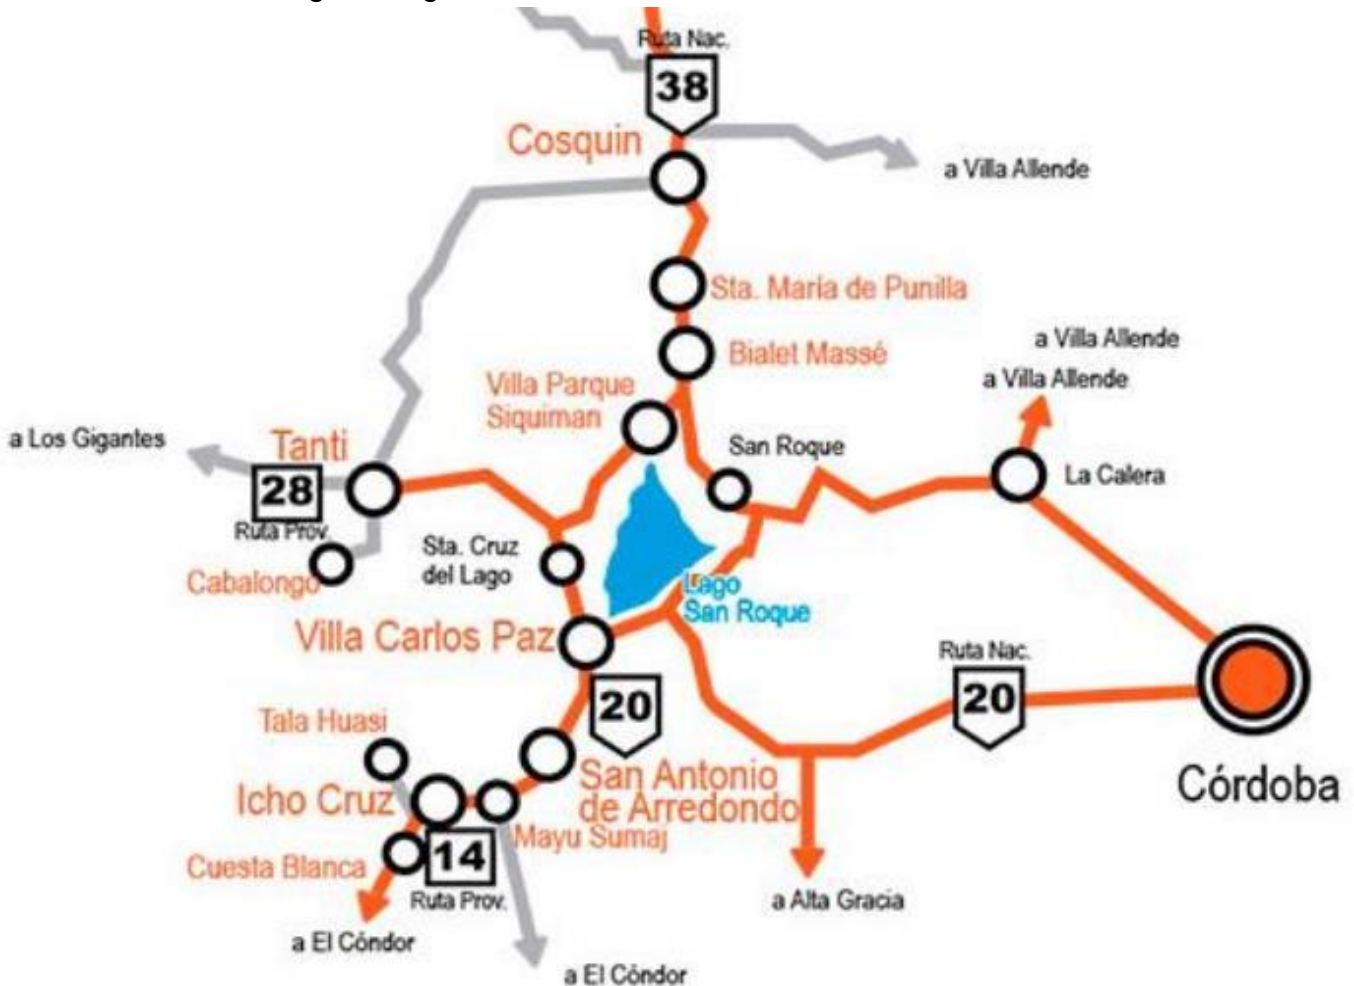 Ruta Nac.
38
Cosquin
a Villa Allende
Sta. Maria de Punilla
Bialet Massé
a Villa Allende
a Villa Allende
Villa Parque
Siquiman
a Los Gigantes
Tanti
28
Ruta Prov.
San Roque
La Calera
Sta. Cruz
del Lago
Cabalongo
Lago
San Roque
Villa Carlos Paz
20
Ruta Nac.
20
Córdoba
Tala Huasi
San Antonio
de Arredondo
Icho Cruz
Mayu Sumaj
Cuesta Blanca
14
Ruta Prov.
a Alta Gracia
a El Cóndor
a El Cóndor